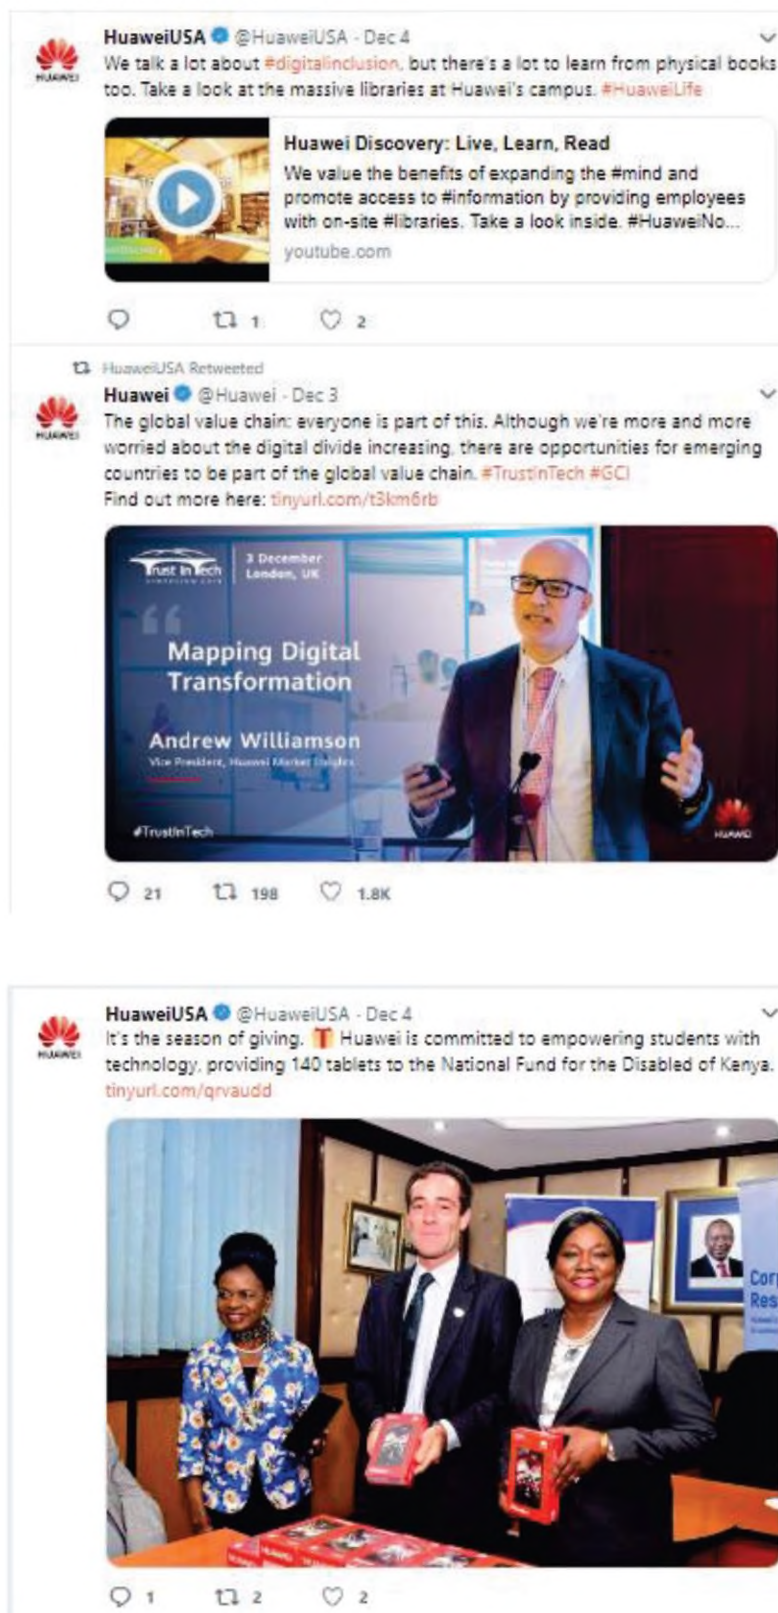 HuaweiUSA @HuaweiUSA · Dec 4
We talk a lot about #digitalinclusion, but there's a lot to learn from physical books
too. Take a look at the massive libraries at Huawei's campus. #HuaweiLife
HUAWEI
Huawei Discovery: Live, Learn, Read
We value the benefits of expanding the #mind and
promote access to #information by providing employees
with on-site #libraries. Take a look inside. #HuaweiNo...
youtube.com
1 2
HuaweiUSA Retweeted
Huawei @Huawei · Dec 3
The global value chain: everyone is part of this. Although we're more and more
HUAWEI
worried about the digital divide increasing, there are opportunities for emerging
countries to be part of the global value chain. #TrustInTech #GCI
Find out more here: tinyurl.com/t3km6rb
Trust In Tech
3 December
London, UK
Mapping Digital
Transformation
Andrew Williamson
Vice President, Huawei Market Insights
#TrustInTech
HUAWEI
21 198 1.8K
HuaweiUSA @HuaweiUSA · Dec 4
It's the season of giving. Huawei is committed to empowering students with
HUAWEI
technology, providing 140 tablets to the National Fund for the Disabled of Kenya.
tinyurl.com/qrvaudd
Corp
Res
HUAWEI
1 2 2